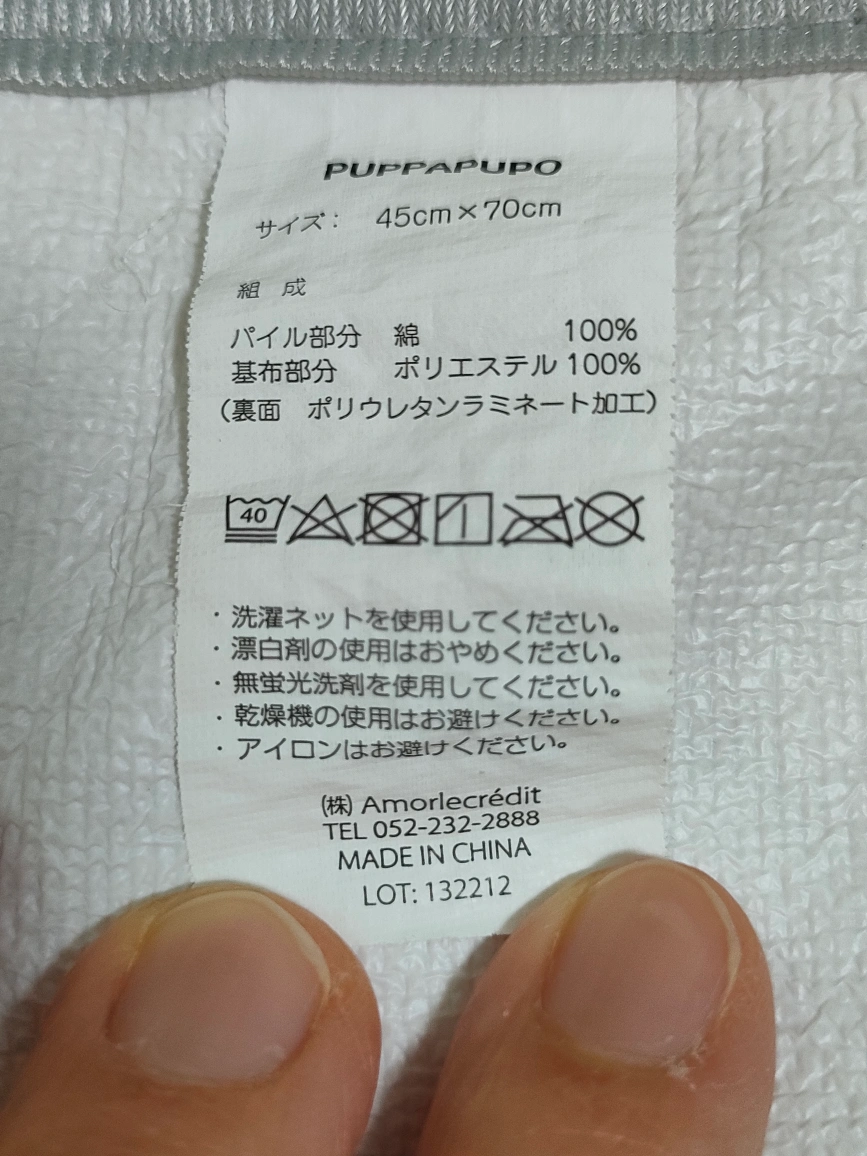 PUPPAPUPO
サイズ： 45cm×70cm
組 成
パイル部分 綿 100%
基布部分 ポリエステル 100%
（裏面 ポリウレタンラミネート加工）
40
・洗濯ネットを使用してください。
・漂白剤の使用はおやめください。
・無蛍光洗剤を使用してください。
・乾燥機の使用はお避けください。
・アイロンはお避けください。
㈱ Amorlecrédit
TEL 052-232-2888
MADE IN CHINA
LOT: 132212